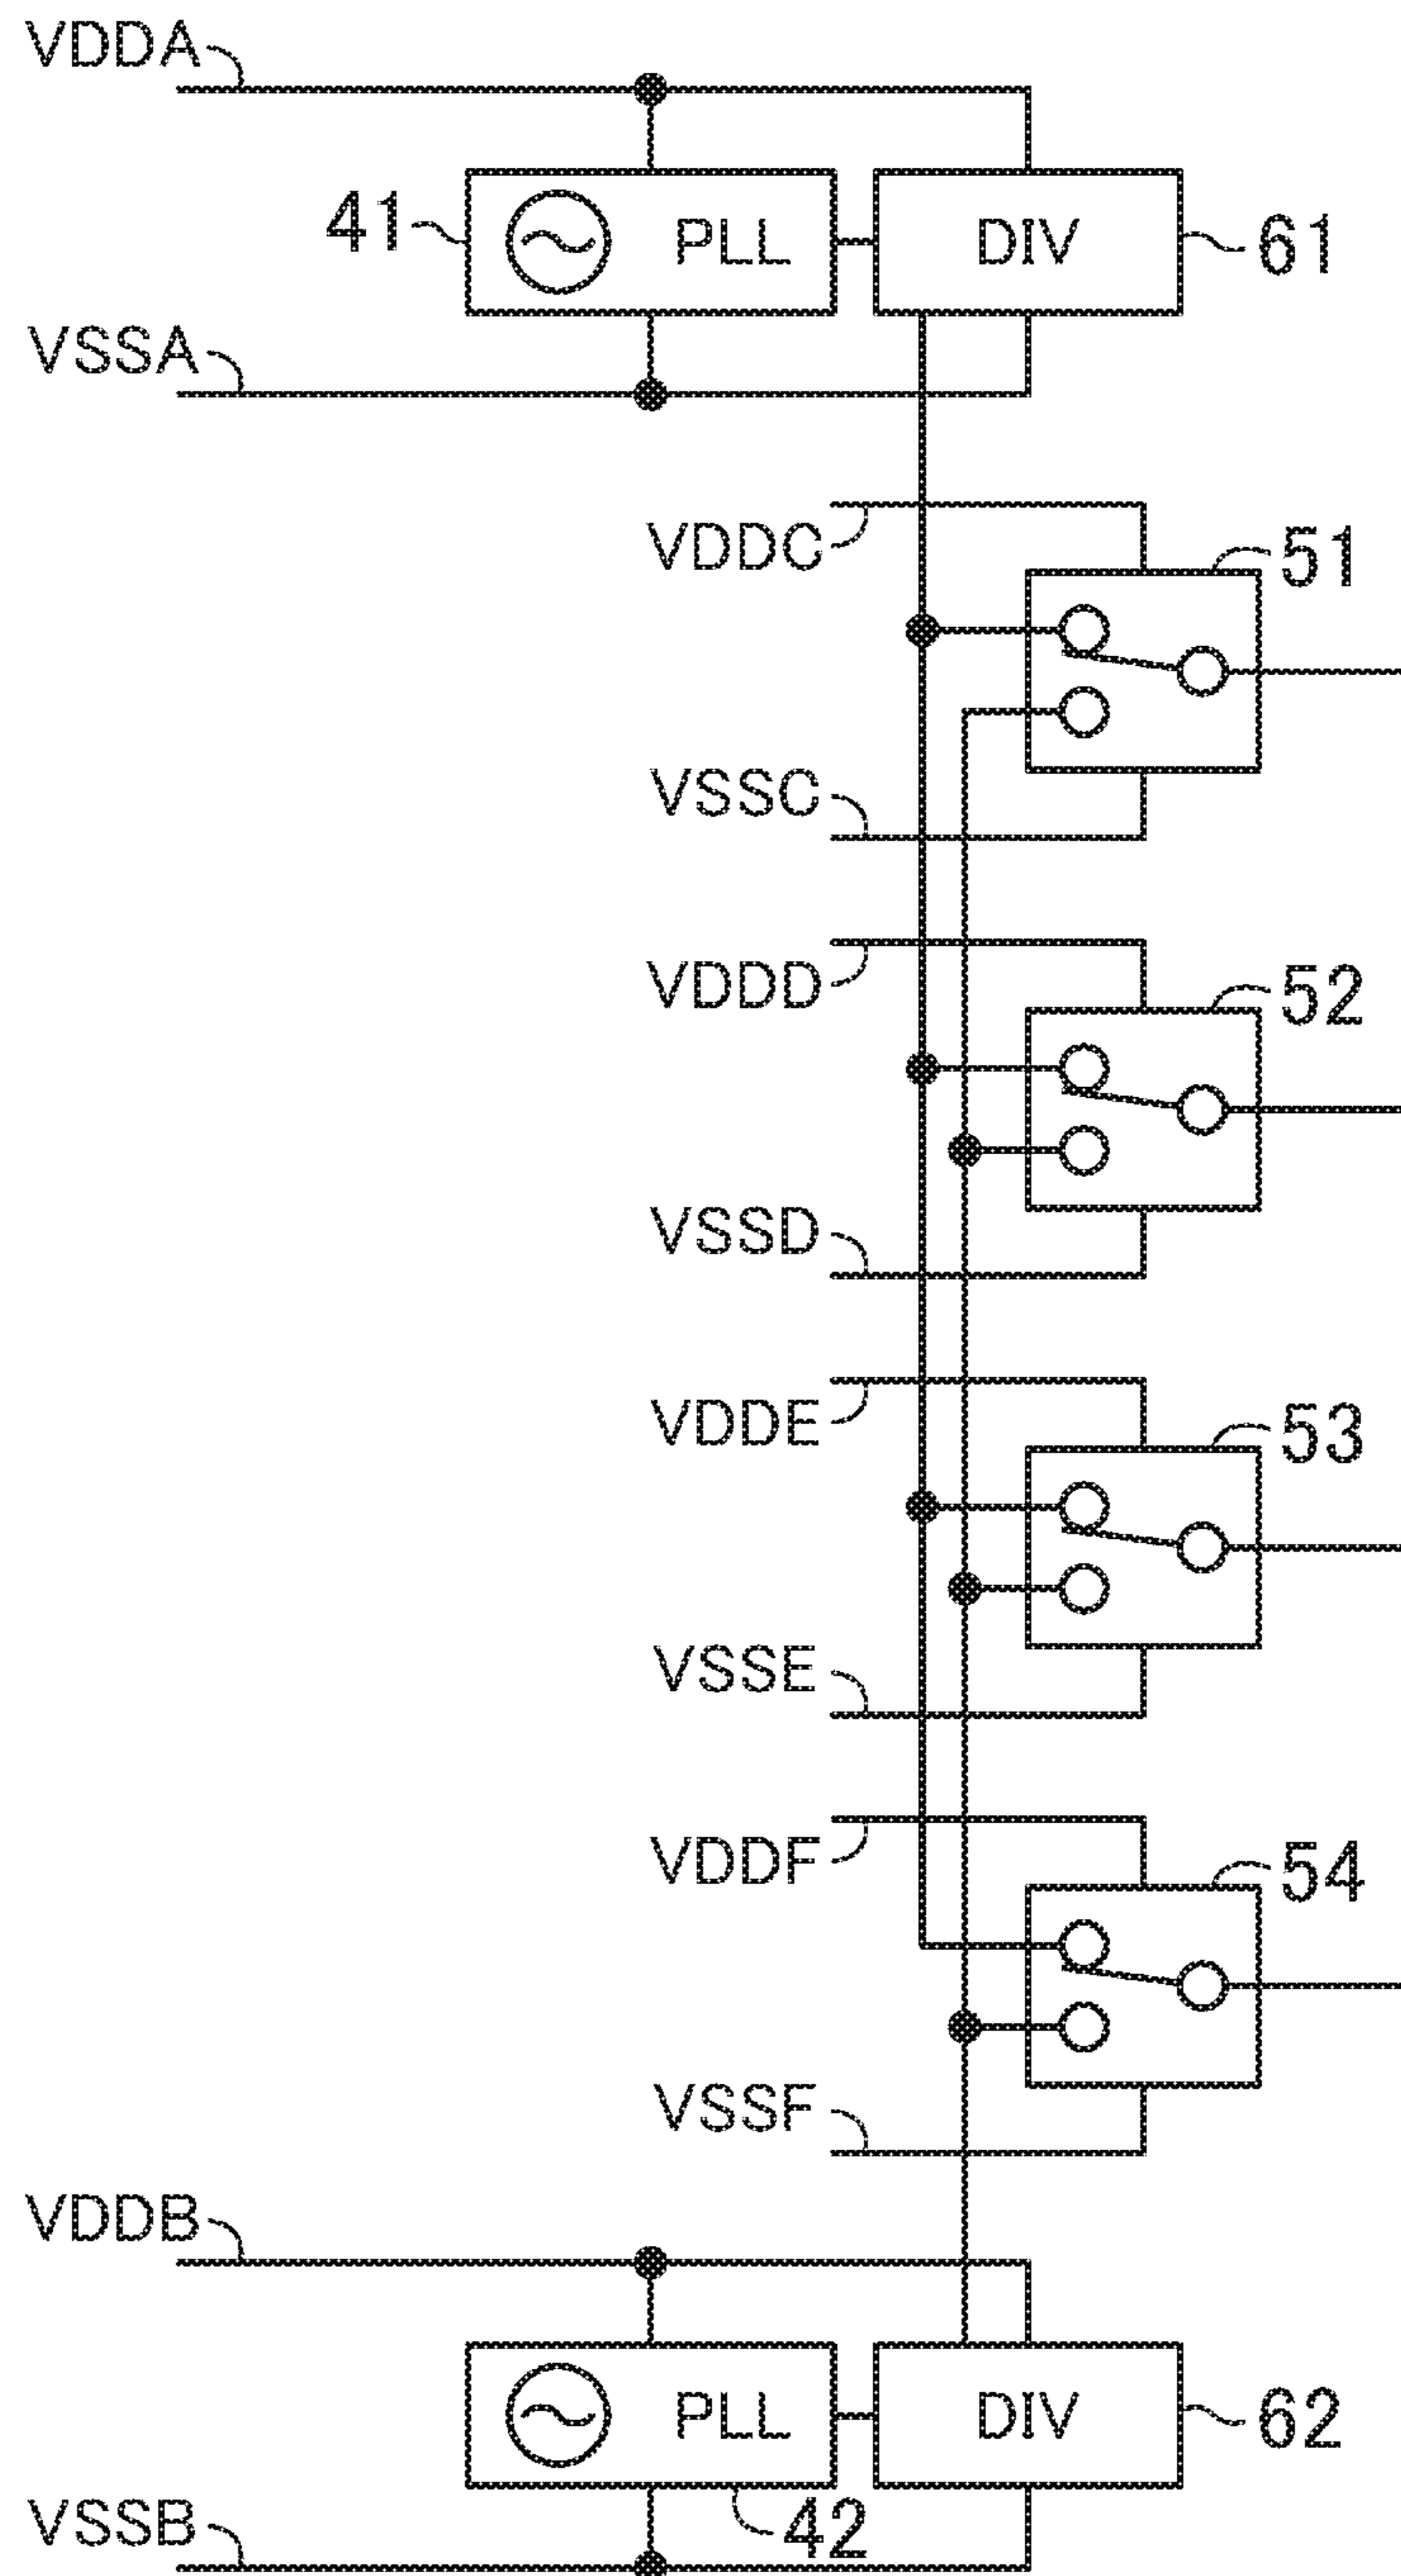 VDDA
41
PLL
DIV
61
VSSA
VDDC
51
VSSC
VDDD
52
VSSD
VDDE
53
VSSE
VDDF
54
VSSF
VDDB
PLL
DIV
62
42
VSSB